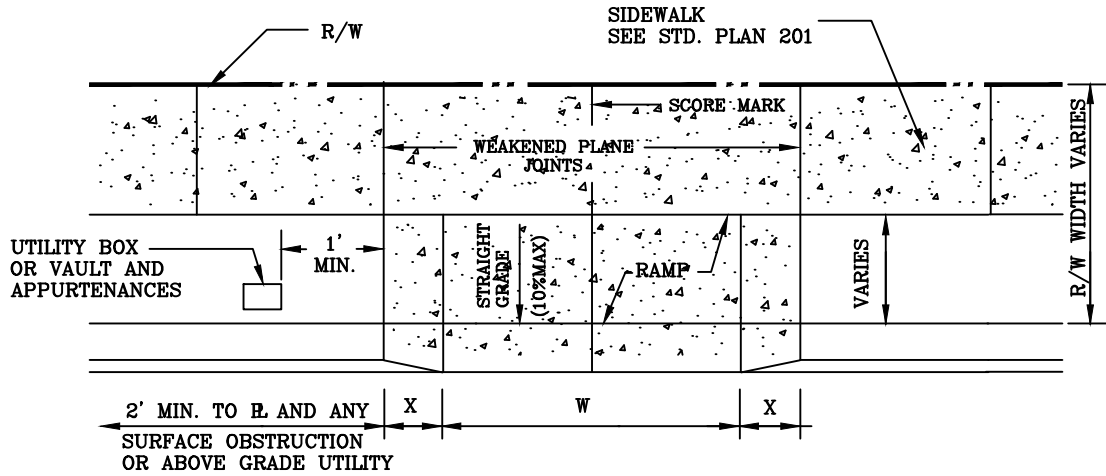 R/W
SIDEWALK
SEE STD. PLAN 201
SCORE MARK
WEAKENED PLANE
JOINTS
R/W WIDTH VARIES
UTILITY BOX
OR VAULT AND
APPURTENANCES
1'
MIN.
STRAIGHT
GRADE
(10%MAX)
RAMP
VARIES
X
W
X
2' MIN. TO PL AND ANY
SURFACE OBSTRUCTION
OR ABOVE GRADE UTILITY